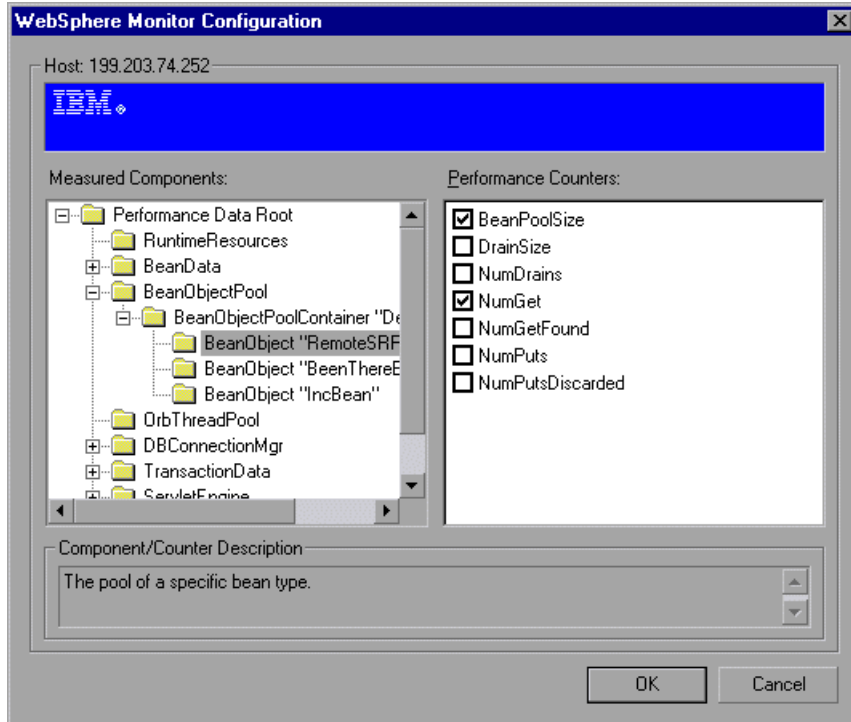 WebSphere Monitor Configuration
Host: 199.203.74.252
IBM
Measured Components:
Performance Counters:
Performance Data Root
RuntimeResources
BeanData
BeanObjectPool
BeanObjectPoolContainer "De
BeanObject "RemoteSRF
BeanObject "BeenThereE
BeanObject "IncBean"
OrbThreadPool
DBConnectionMgr
TransactionData
ServletEngine
BeanPoolSize
DrainSize
NumDrains
NumGet
NumGetFound
NumPuts
NumPutsDiscarded
Component/Counter Description
The pool of a specific bean type.
OK
Cancel